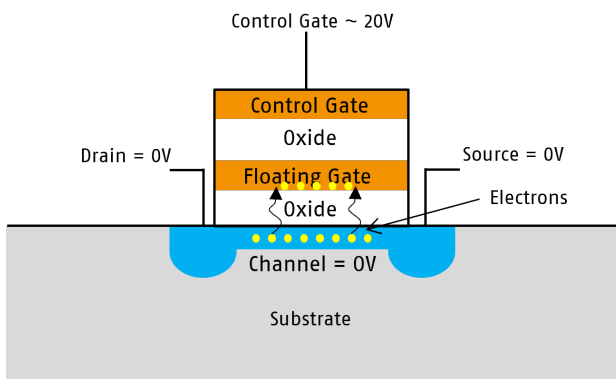 Control Gate ~ 20V
Control Gate
Oxide
Drain = 0V
Source = 0V
Floating Gate
Electrons
Oxide
Channel = 0V
Substrate